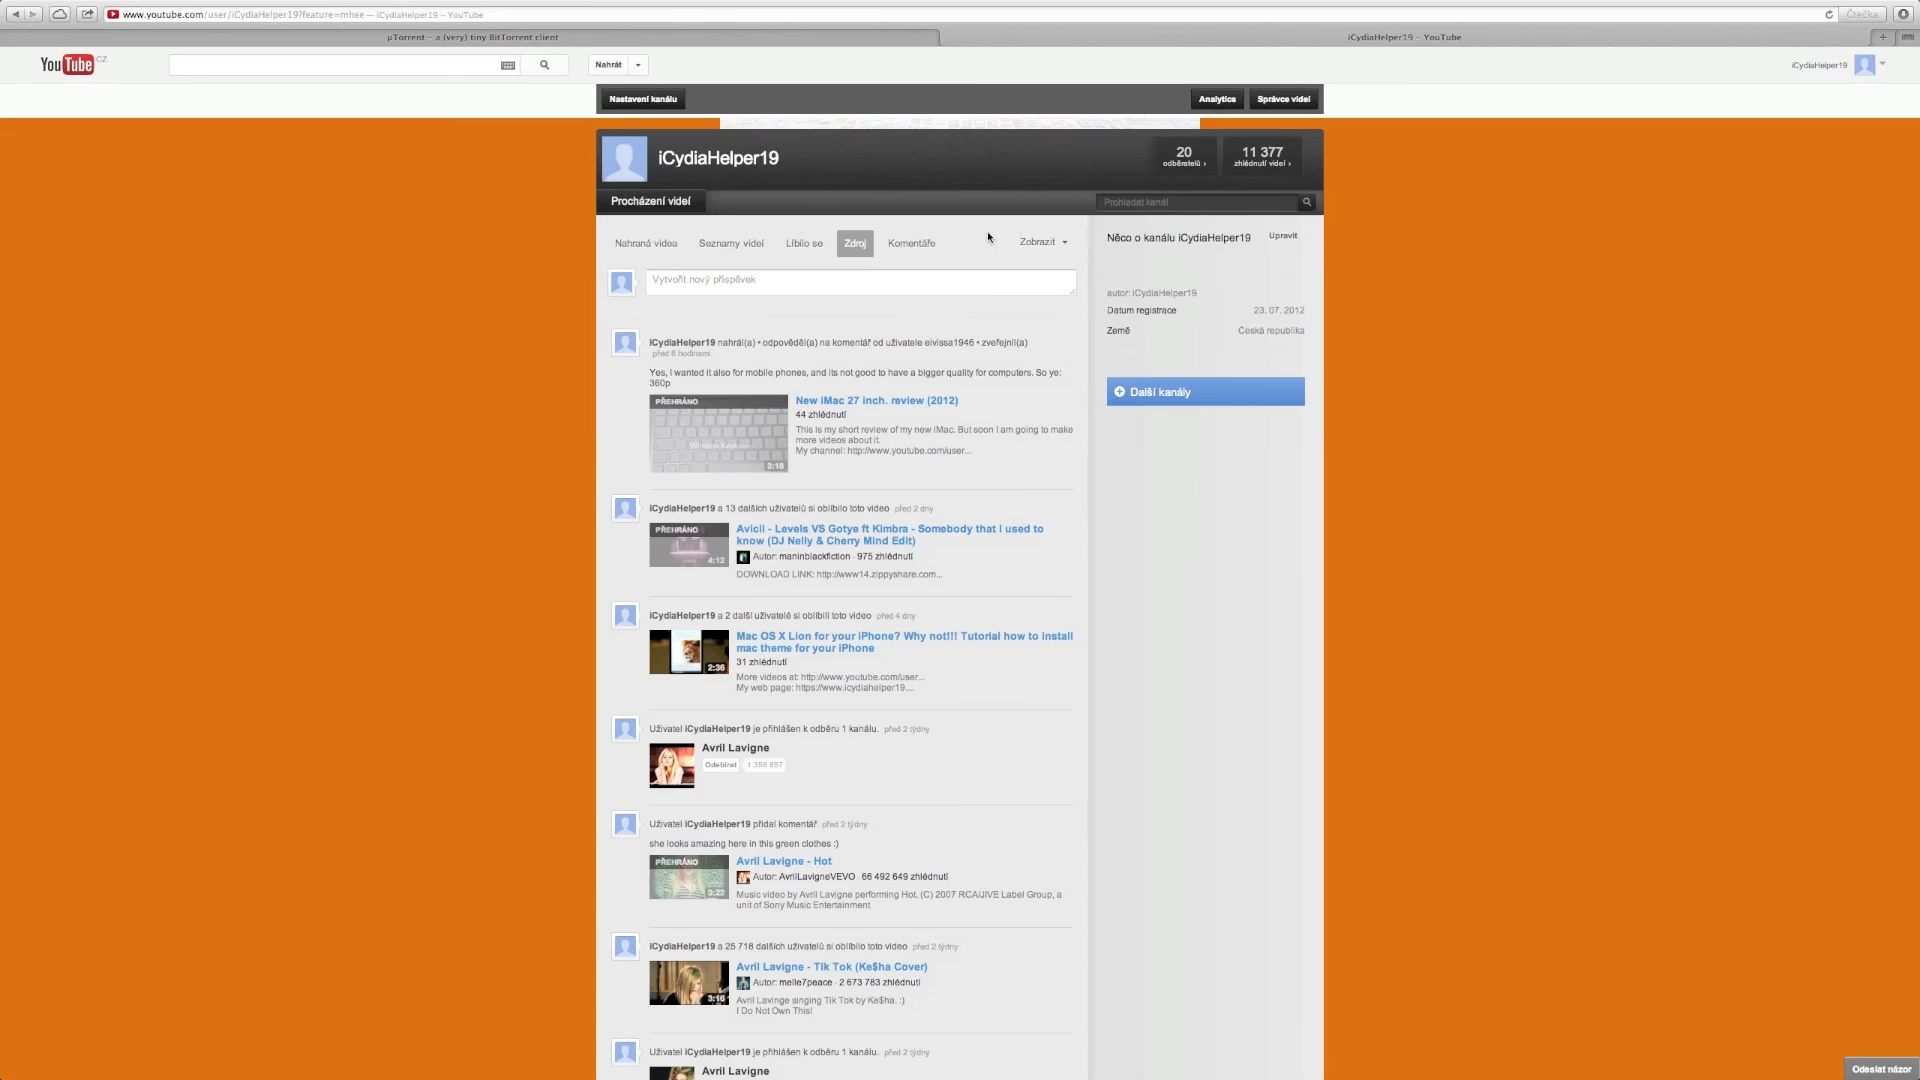 www.youtube.com/user/iCydiaHelper19?feature=mhee — iCydiaHelper19 – YouTube
Čtečka
µTorrent – a (very) tiny BitTorrent client
iCydiaHelper19 – YouTube
YouTube CZ
Nahrát
iCydiaHelper19
Nastavení kanálu
Analytics
Správce videí
iCydiaHelper19
20
odběratelů ›
11 377
zhlédnutí videí ›
Procházení videí
Prohledat kanál
Nahraná videa
Seznamy videí
Líbilo se
Zdroj
Komentáře
Zobrazit
Vytvořit nový příspěvek
Něco o kanálu iCydiaHelper19
Upravit
autor: iCydiaHelper19
Datum registrace
23. 07. 2012
Země
Česká republika
Další kanály
iCydiaHelper19 nahrál(a) • odpověděl(a) na komentář od uživatele eivissa1946 • zveřejnil(a)
před 6 hodinami
Yes, I wanted it also for mobile phones, and its not good to have a bigger quality for computers. So ye:
360p
PŘEHRÁNO
Wireless Keyboard
3:18
New iMac 27 inch. review (2012)
44 zhlédnutí
This is my short review of my new iMac. But soon I am going to make
more videos about it.
My channel: http://www.youtube.com/user...
iCydiaHelper19 a 13 dalších uživatelů si oblíbilo toto video před 2 dny
PŘEHRÁNO
4:12
Avicii - Levels VS Gotye ft Kimbra - Somebody that I used to
know (DJ Nelly & Cherry Mind Edit)
Autor: maninblackfiction · 975 zhlédnutí
DOWNLOAD LINK: http://www14.zippyshare.com...
iCydiaHelper19 a 2 další uživatelé si oblíbili toto video před 4 dny
2:36
Mac OS X Lion for your iPhone? Why not!!! Tutorial how to install
mac theme for your iPhone
31 zhlédnutí
More videos at: http://www.youtube.com/user...
My web page: https://www.icydiahelper19....
Uživatel iCydiaHelper19 je přihlášen k odběru 1 kanálu. před 2 týdny
Avril Lavigne
Odebírat
1 358 857
Uživatel iCydiaHelper19 přidal komentář před 2 týdny
she looks amazing here in this green clothes :)
PŘEHRÁNO
3:22
Avril Lavigne - Hot
Autor: AvrilLavigneVEVO · 66 492 649 zhlédnutí
Music video by Avril Lavigne performing Hot. (C) 2007 RCA/JIVE Label Group, a
unit of Sony Music Entertainment
iCydiaHelper19 a 25 718 dalších uživatelů si oblíbilo toto video před 2 týdny
3:16
Avril Lavigne - Tik Tok (Ke$ha Cover)
Autor: melle7peace · 2 673 783 zhlédnutí
Avril Lavinge singing Tik Tok by Ke$ha. :)
I Do Not Own This!
Uživatel iCydiaHelper19 je přihlášen k odběru 1 kanálu. před 2 týdny
Avril Lavigne
Odeslat názor